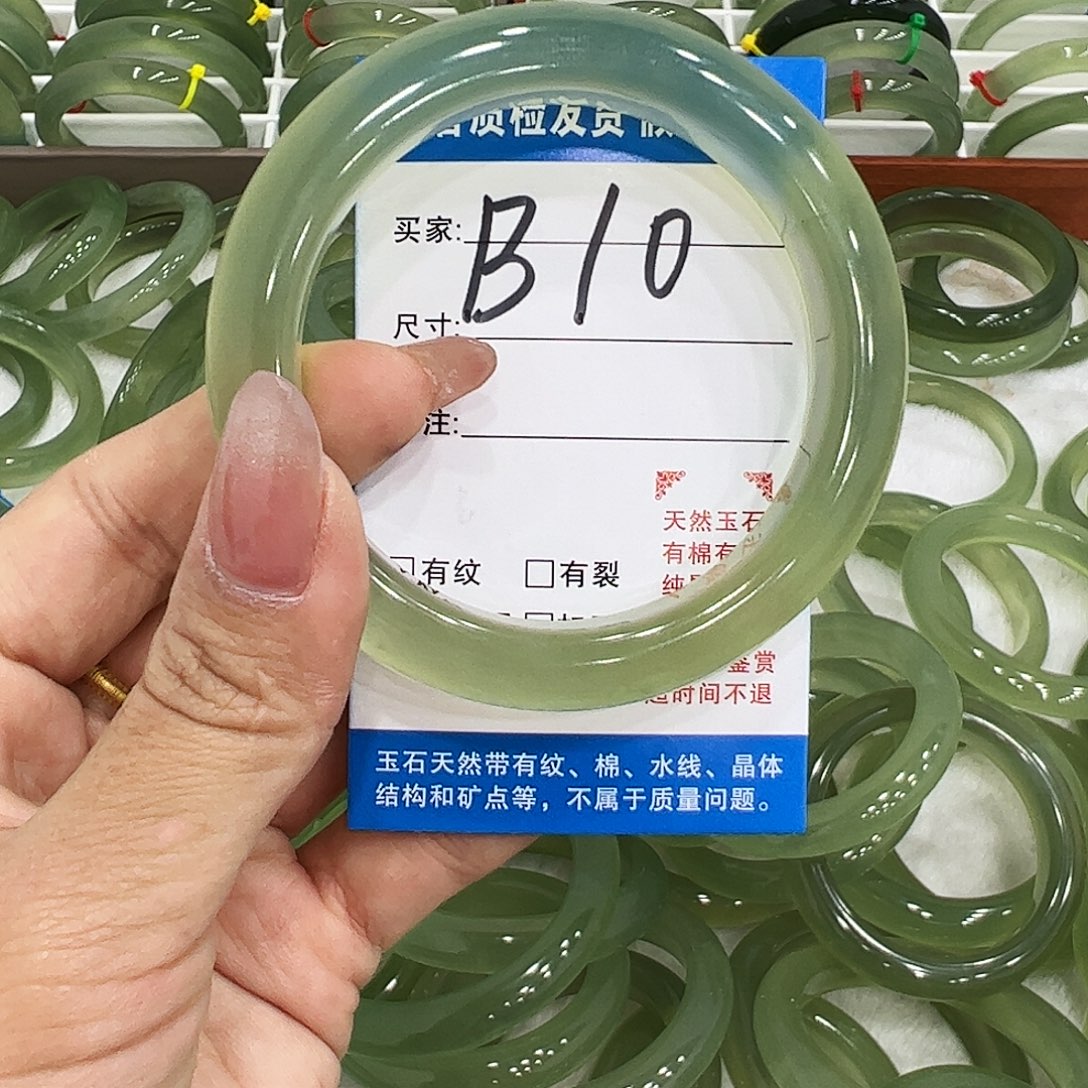 质检友
买家: B10
尺寸:
注:
有纹 有裂
天然玉石
有棉有
鉴赏
时间不退
玉石天然带有纹、棉、水线、晶体
结构和矿点等，不属于质量问题。